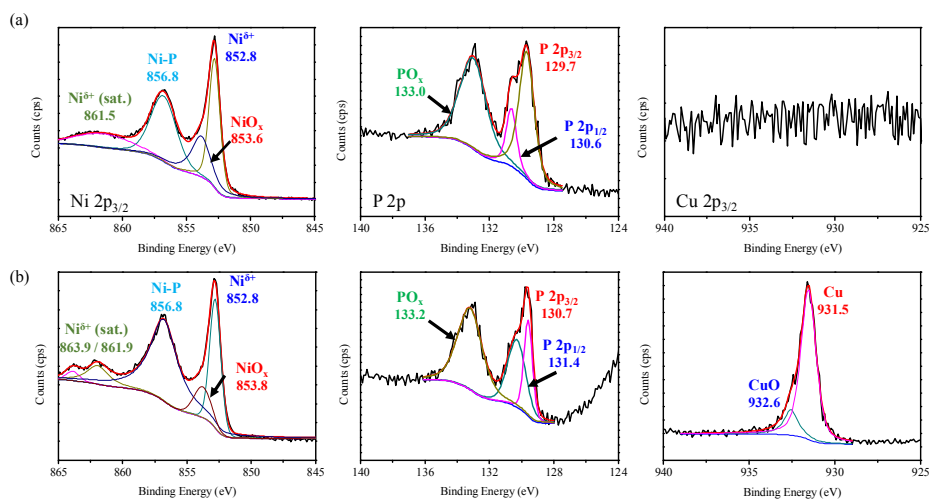 (a)
Counts (cps)
Ni-P
856.8
Niδ+
852.8
Niδ+ (sat.)
861.5
NiOx
853.6
Ni 2p3/2
865 860 855 850 845
Binding Energy (eV)
Counts (cps)
POx
133.0
P 2p3/2
129.7
P 2p1/2
130.6
P 2p
140 136 132 128 124
Binding Energy (eV)
Counts (cps)
Cu 2p3/2
940 935 930 925
Binding Energy (eV)
(b)
Counts (cps)
Ni-P
856.8
Niδ+
852.8
Niδ+ (sat.)
863.9 / 861.9
NiOx
853.8
865 860 855 850 845
Binding Energy (eV)
Counts (cps)
POx
133.2
P 2p3/2
130.7
P 2p1/2
131.4
140 136 132 128 124
Binding Energy (eV)
Counts (cps)
Cu
931.5
CuO
932.6
940 935 930 925
Binding Energy (eV)